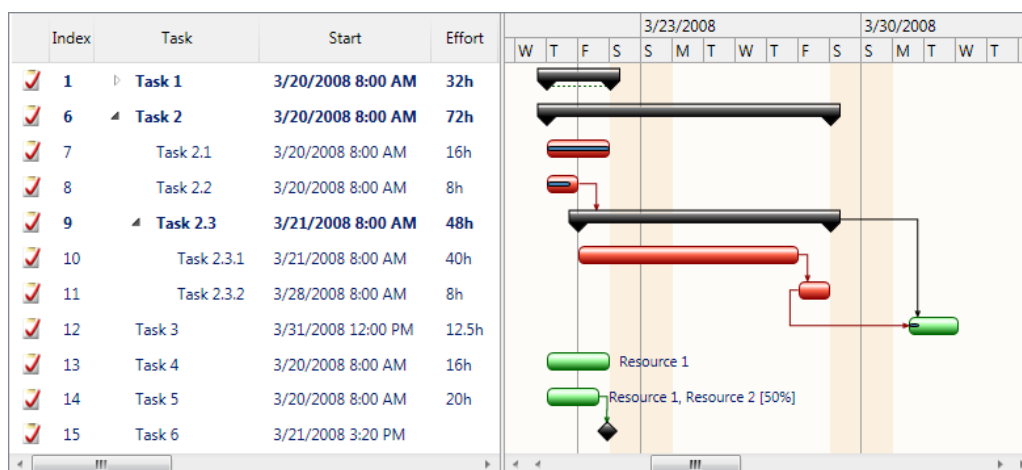 3/23/2008 3/30/2008
Index Task Start Effort
W T F S S M T W T F S S M T W T
1 Task 1 3/20/2008 8:00 AM 32h
6 Task 2 3/20/2008 8:00 AM 72h
7 Task 2.1 3/20/2008 8:00 AM 16h
8 Task 2.2 3/20/2008 8:00 AM 8h
9 Task 2.3 3/21/2008 8:00 AM 48h
10 Task 2.3.1 3/21/2008 8:00 AM 40h
11 Task 2.3.2 3/28/2008 8:00 AM 8h
12 Task 3 3/31/2008 12:00 PM 12.5h
13 Task 4 3/20/2008 8:00 AM 16h Resource 1
14 Task 5 3/20/2008 8:00 AM 20h Resource 1, Resource 2 [50%]
15 Task 6 3/21/2008 3:20 PM